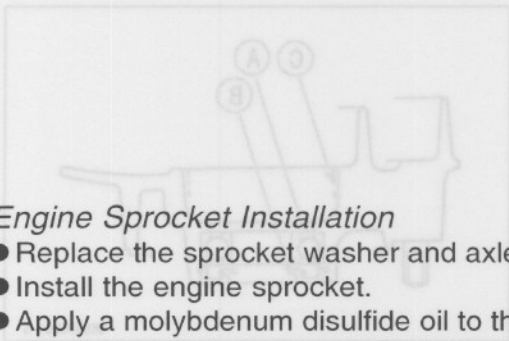 Engine Sprocket Installation
● Replace the sprocket washer and axle
● Install the engine sprocket.
● Apply a molybdenum disulfide oil to th
A
C
B